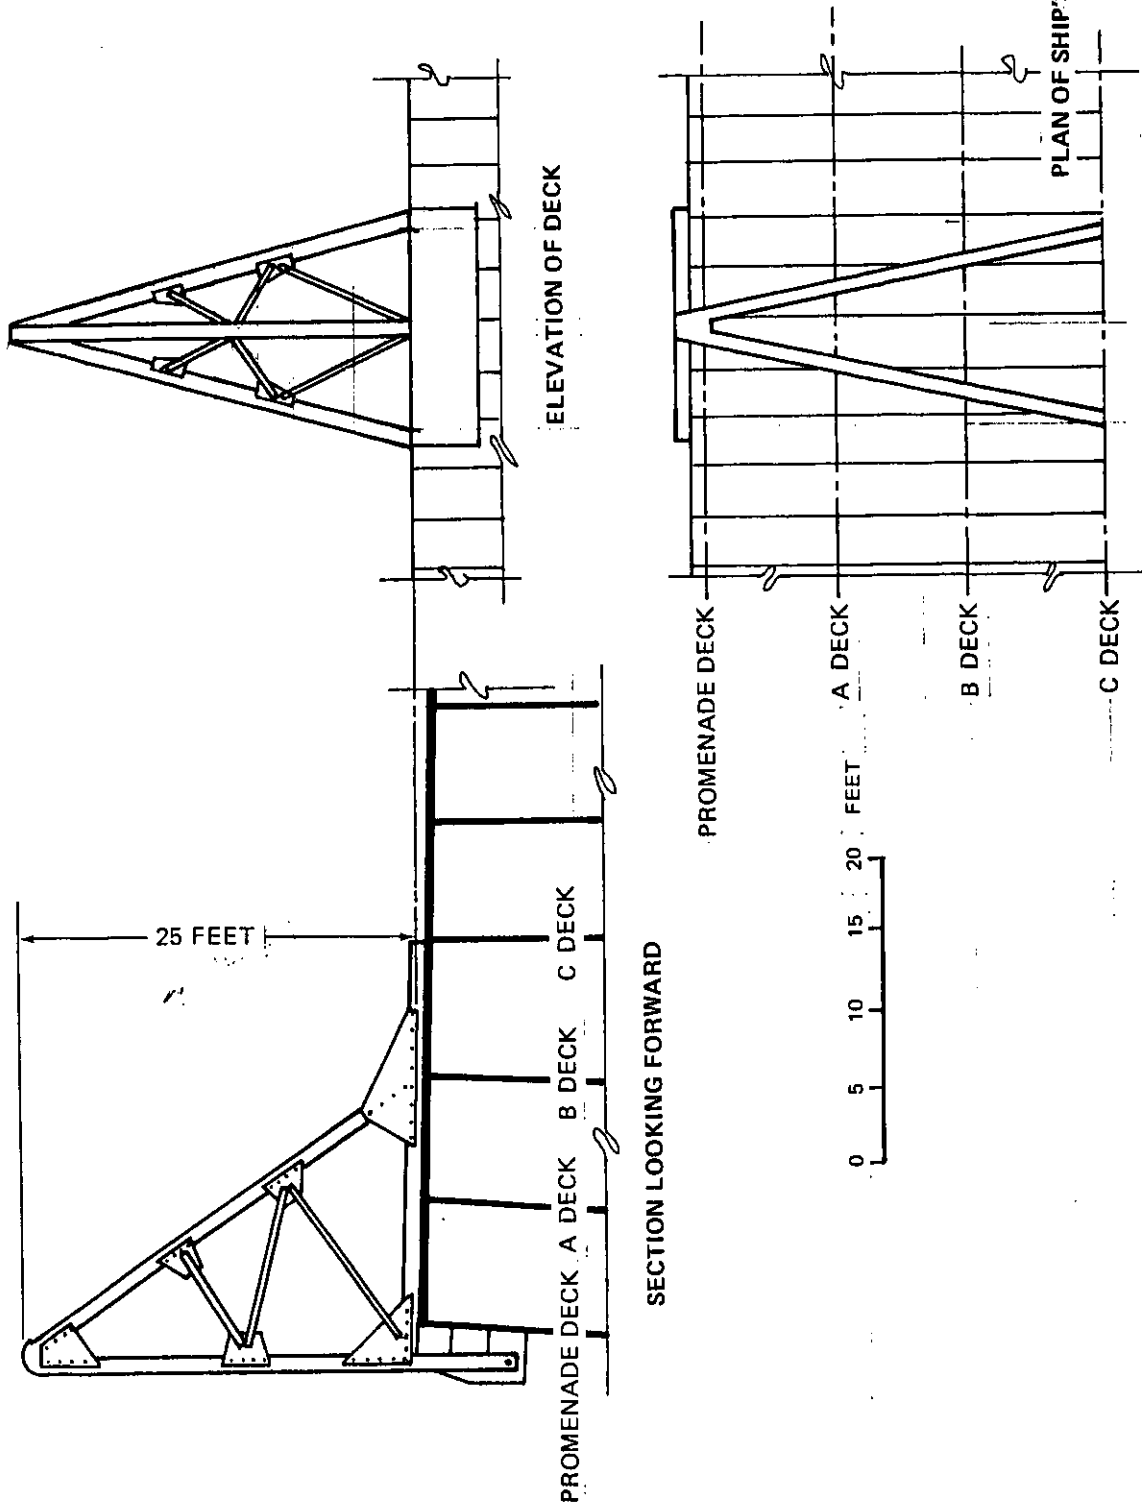 ELEVATION OF DECK
25 FEET
PROMENADE DECK A DECK B DECK C DECK
SECTION LOOKING FORWARD
PLAN OF SHIP'
PROMENADE DECK
A DECK
B DECK
C DECK
0 5 10 15 20 FEET